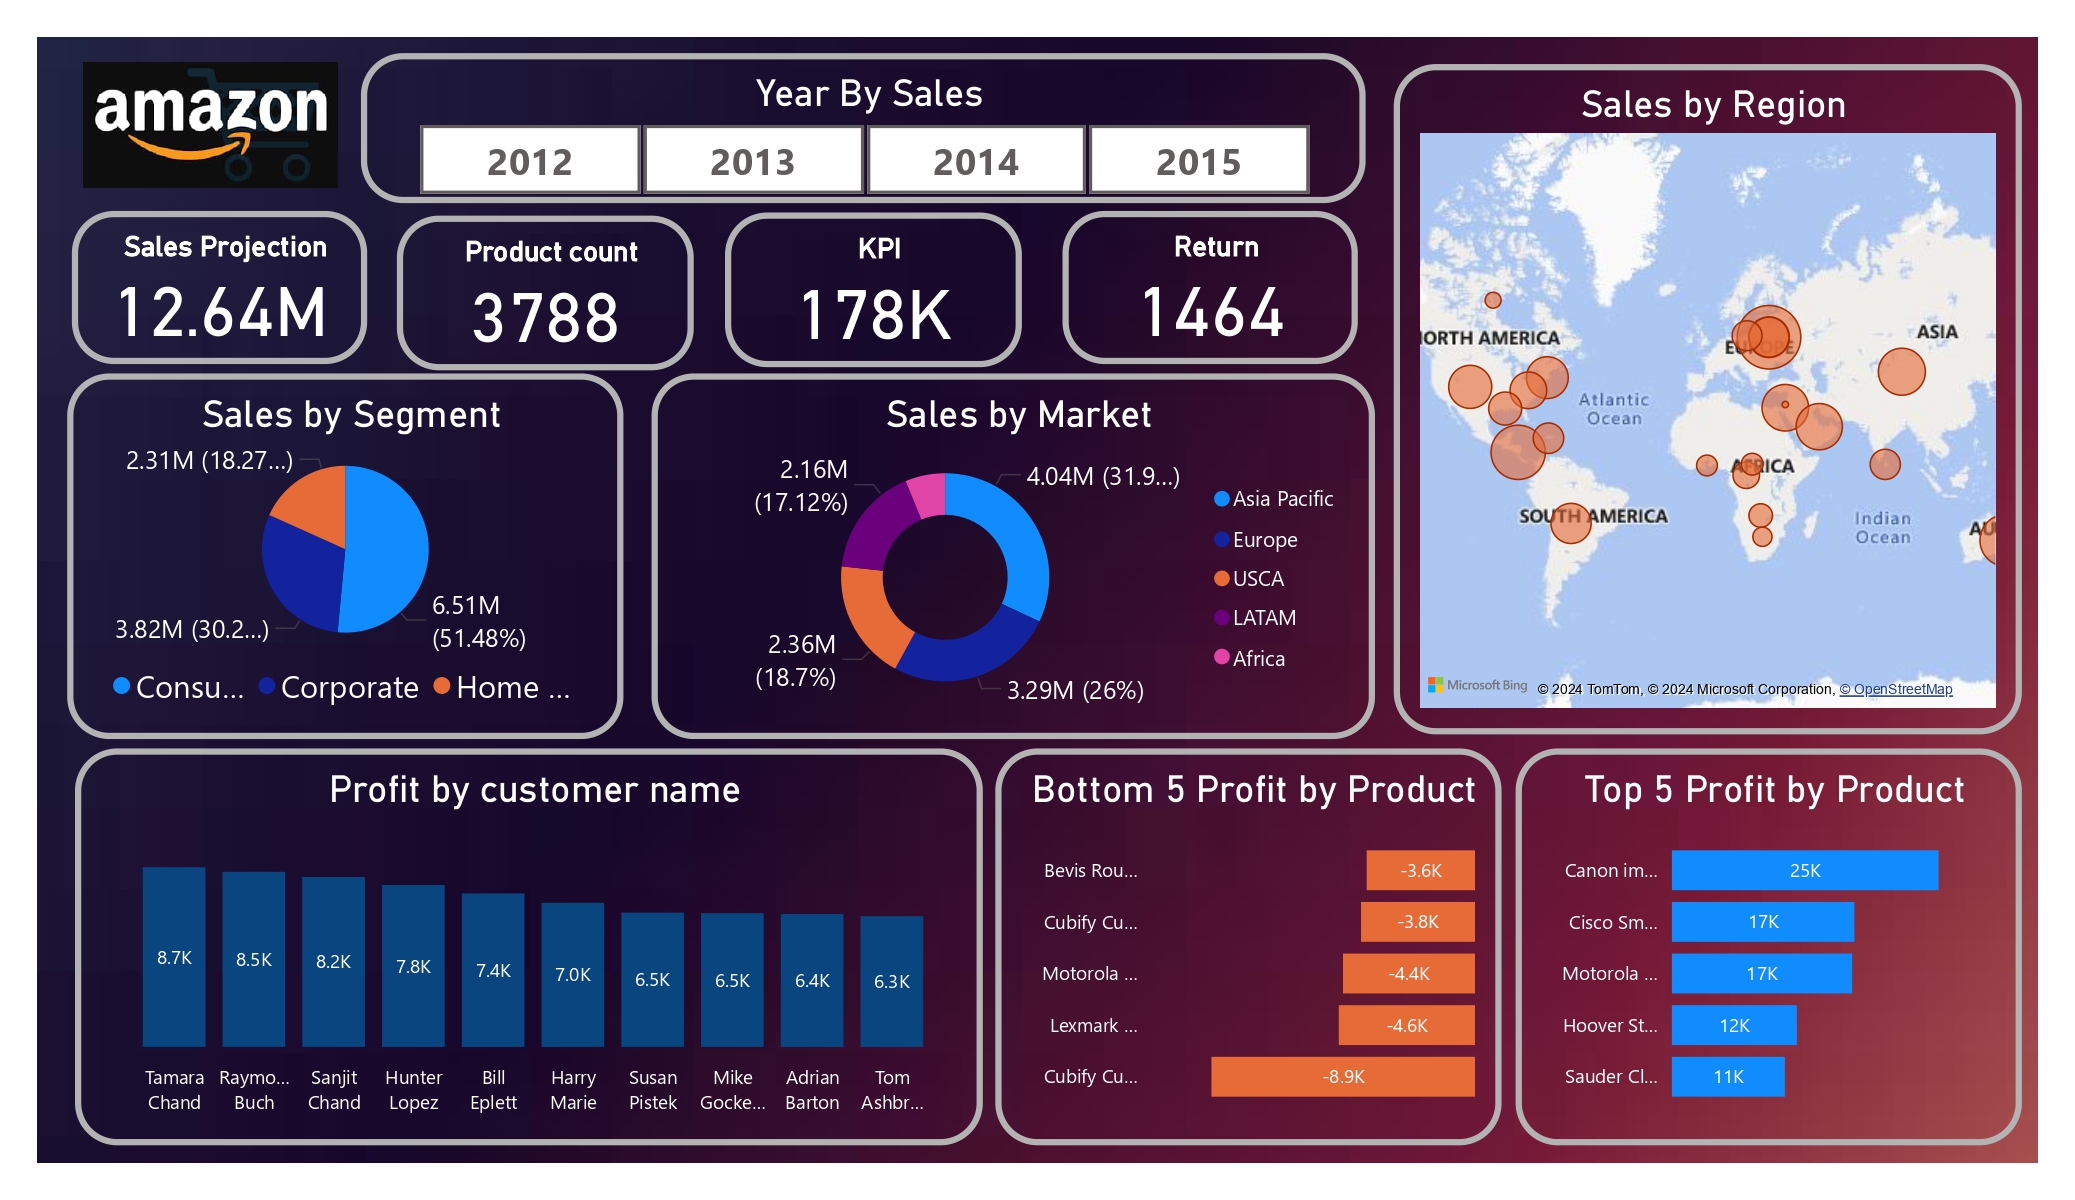 amazon
Year By Sales
2012
2013
2014
2015
Sales Projection
12.64M
Product count
3788
KPI
178K
Return
1464
Sales by Region
ORTH AMERICA
EUROPE
ASIA
Atlantic
Ocean
AFRICA
SOUTH AMERICA
Indian
Ocean
AU
Microsoft Bing
© 2024 TomTom, © 2024 Microsoft Corporation, © OpenStreetMap
Sales by Segment
2.31M (18.27...)
3.82M (30.2...)
6.51M
(51.48%)
Consu...
Corporate
Home ...
Sales by Market
2.16M
(17.12%)
4.04M (31.9...)
2.36M
(18.7%)
3.29M (26%)
Asia Pacific
Europe
USCA
LATAM
Africa
Profit by customer name
8.7K
8.5K
8.2K
7.8K
7.4K
7.0K
6.5K
6.5K
6.4K
6.3K
Tamara
Chand
Raymo...
Buch
Sanjit
Chand
Hunter
Lopez
Bill
Eplett
Harry
Marie
Susan
Pistek
Mike
Gocke...
Adrian
Barton
Tom
Ashbr...
Bottom 5 Profit by Product
Bevis Rou...
-3.6K
Cubify Cu...
-3.8K
Motorola ...
-4.4K
Lexmark ...
-4.6K
Cubify Cu...
-8.9K
Top 5 Profit by Product
Canon im...
25K
Cisco Sm...
17K
Motorola ...
17K
Hoover St...
12K
Sauder Cl...
11K